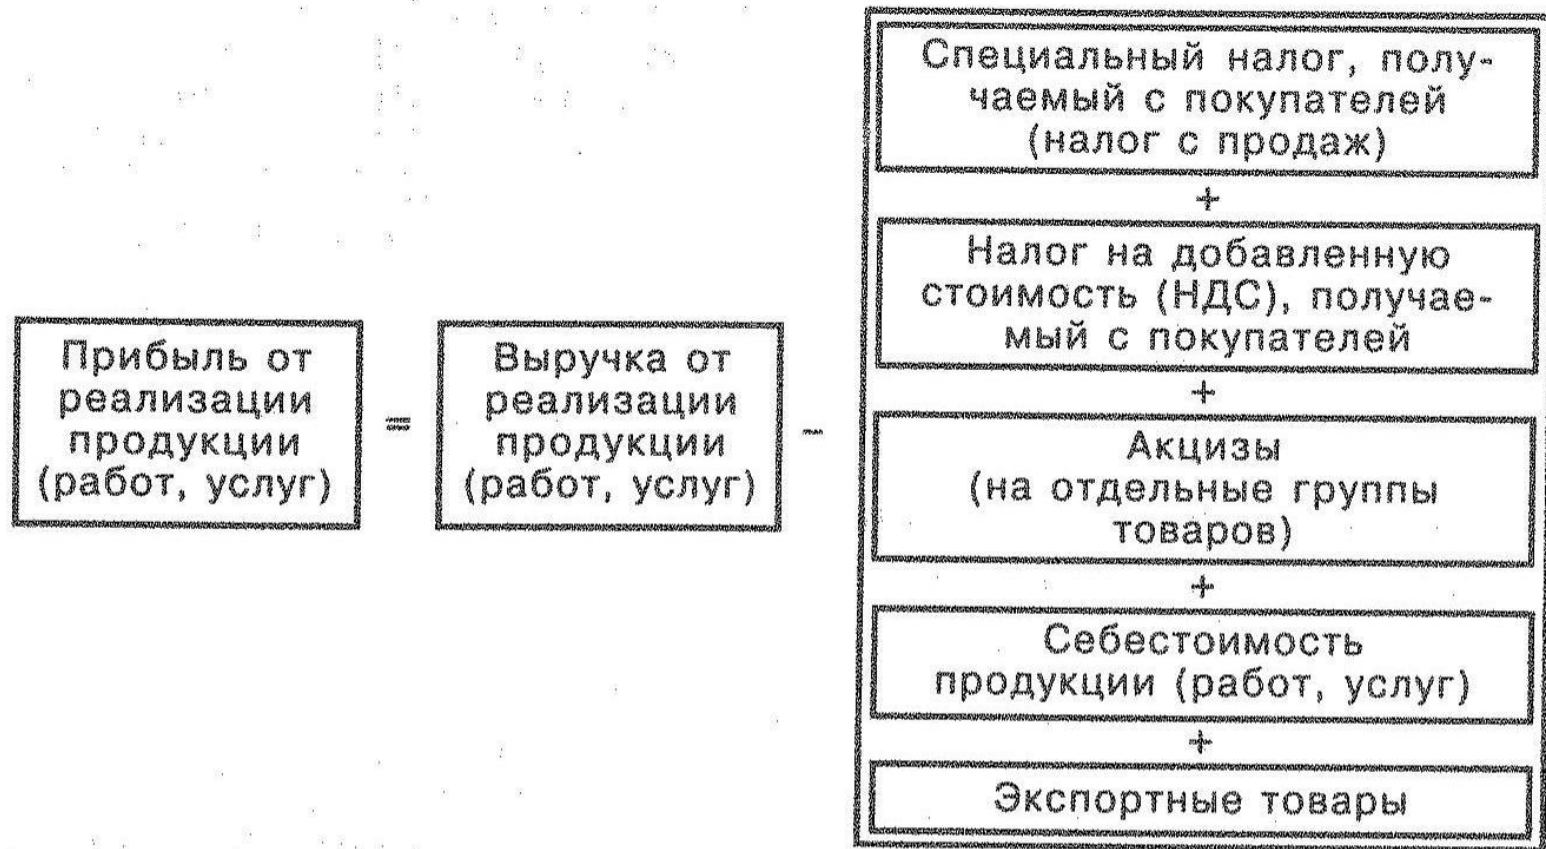 Прибыль от
реализации
продукции
(работ, услуг)
=
Выручка от
реализации
продукции
(работ, услуг)
–
Специальный налог, полу-
чаемый с покупателей
(налог с продаж)
+
Налог на добавленную
стоимость (НДС), получае-
мый с покупателей
+
Акцизы
(на отдельные группы
товаров)
+
Себестоимость
продукции (работ, услуг)
+
Экспортные товары